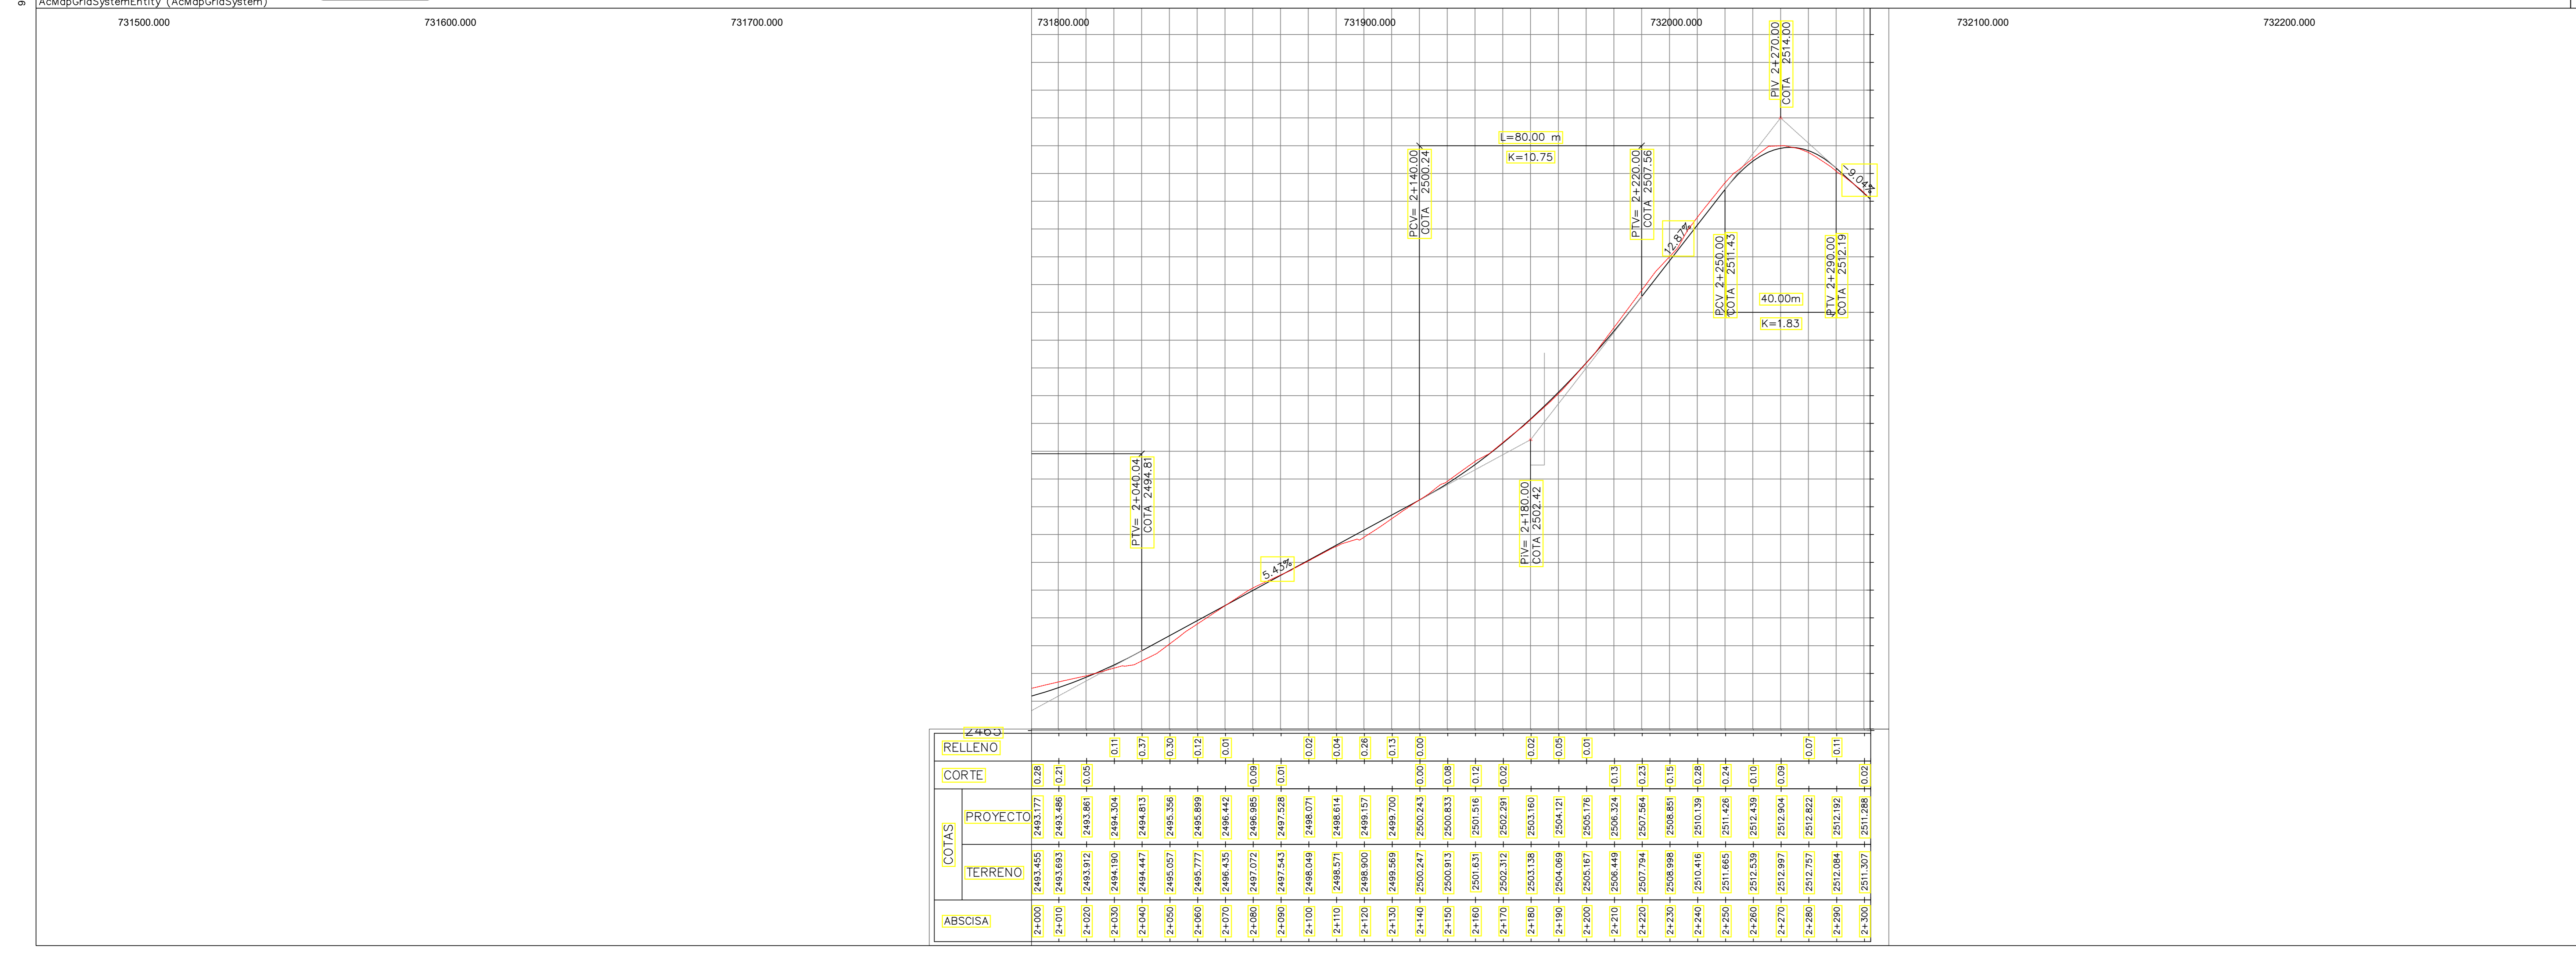 AcMapGridSystemEntity (AcMapGridSystem)
731500.000 731600.000 731700.000 731800.000 731900.000 732000.000 732100.000 732200.000
PIV 2+270.00
COTA 2514.00
L=80.00 m
K=10.75
PCV= 2+140.00
COTA 2500.24
PTV= 2+220.00
COTA 2507.56
-9.04%
12.87%
PCV 2+250.00
COTA 2511.43
PTV 2+290.00
COTA 2512.19
40.00m
K=1.83
PTV= 2+040.04
COTA 2494.81
PIV= 2+180.00
COTA 2502.42
5.43%
2465
RELLENO 0.11 0.37 0.30 0.12 0.01 0.02 0.04 0.26 0.13 0.00 0.02 0.05 0.01 0.07 0.11
CORTE 0.28 0.21 0.05 0.09 0.01 0.00 0.08 0.12 0.02 0.13 0.23 0.15 0.28 0.24 0.10 0.09 0.02
COTAS
PROYECTO 2493.177 2493.486 2493.861 2494.304 2494.813 2495.356 2495.899 2496.442 2496.985 2497.528 2498.071 2498.614 2499.157 2499.700 2500.243 2500.833 2501.516 2502.291 2503.160 2504.121 2505.176 2506.324 2507.564 2508.851 2510.139 2511.426 2512.439 2512.904 2512.822 2512.192 2511.288
TERRENO 2493.455 2493.693 2493.912 2494.190 2494.447 2495.057 2495.777 2496.435 2497.072 2497.543 2498.049 2498.571 2498.900 2499.569 2500.247 2500.913 2501.631 2502.312 2503.138 2504.069 2505.167 2506.449 2507.794 2508.998 2510.416 2511.665 2512.539 2512.997 2512.757 2512.084 2511.307
ABSCISA 2+000 2+010 2+020 2+030 2+040 2+050 2+060 2+070 2+080 2+090 2+100 2+110 2+120 2+130 2+140 2+150 2+160 2+170 2+180 2+190 2+200 2+210 2+220 2+230 2+240 2+250 2+260 2+270 2+280 2+290 2+300